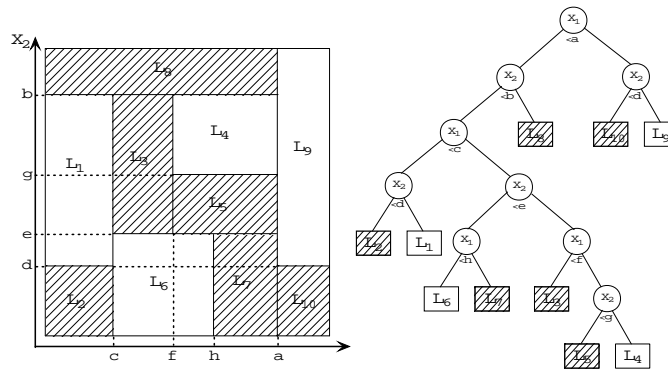 X2
b
g
e
d
c f h a
L8
L1
L3
L4
L9
L5
L2
L6
L7
L10
x1
<a
x2
<b
x2
<d
x1
<c
L8
L10
L9
x2
<d
x2
<e
L2
L1
x1
<h
x1
<f
L6
L7
L3
x2
<g
L5
L4